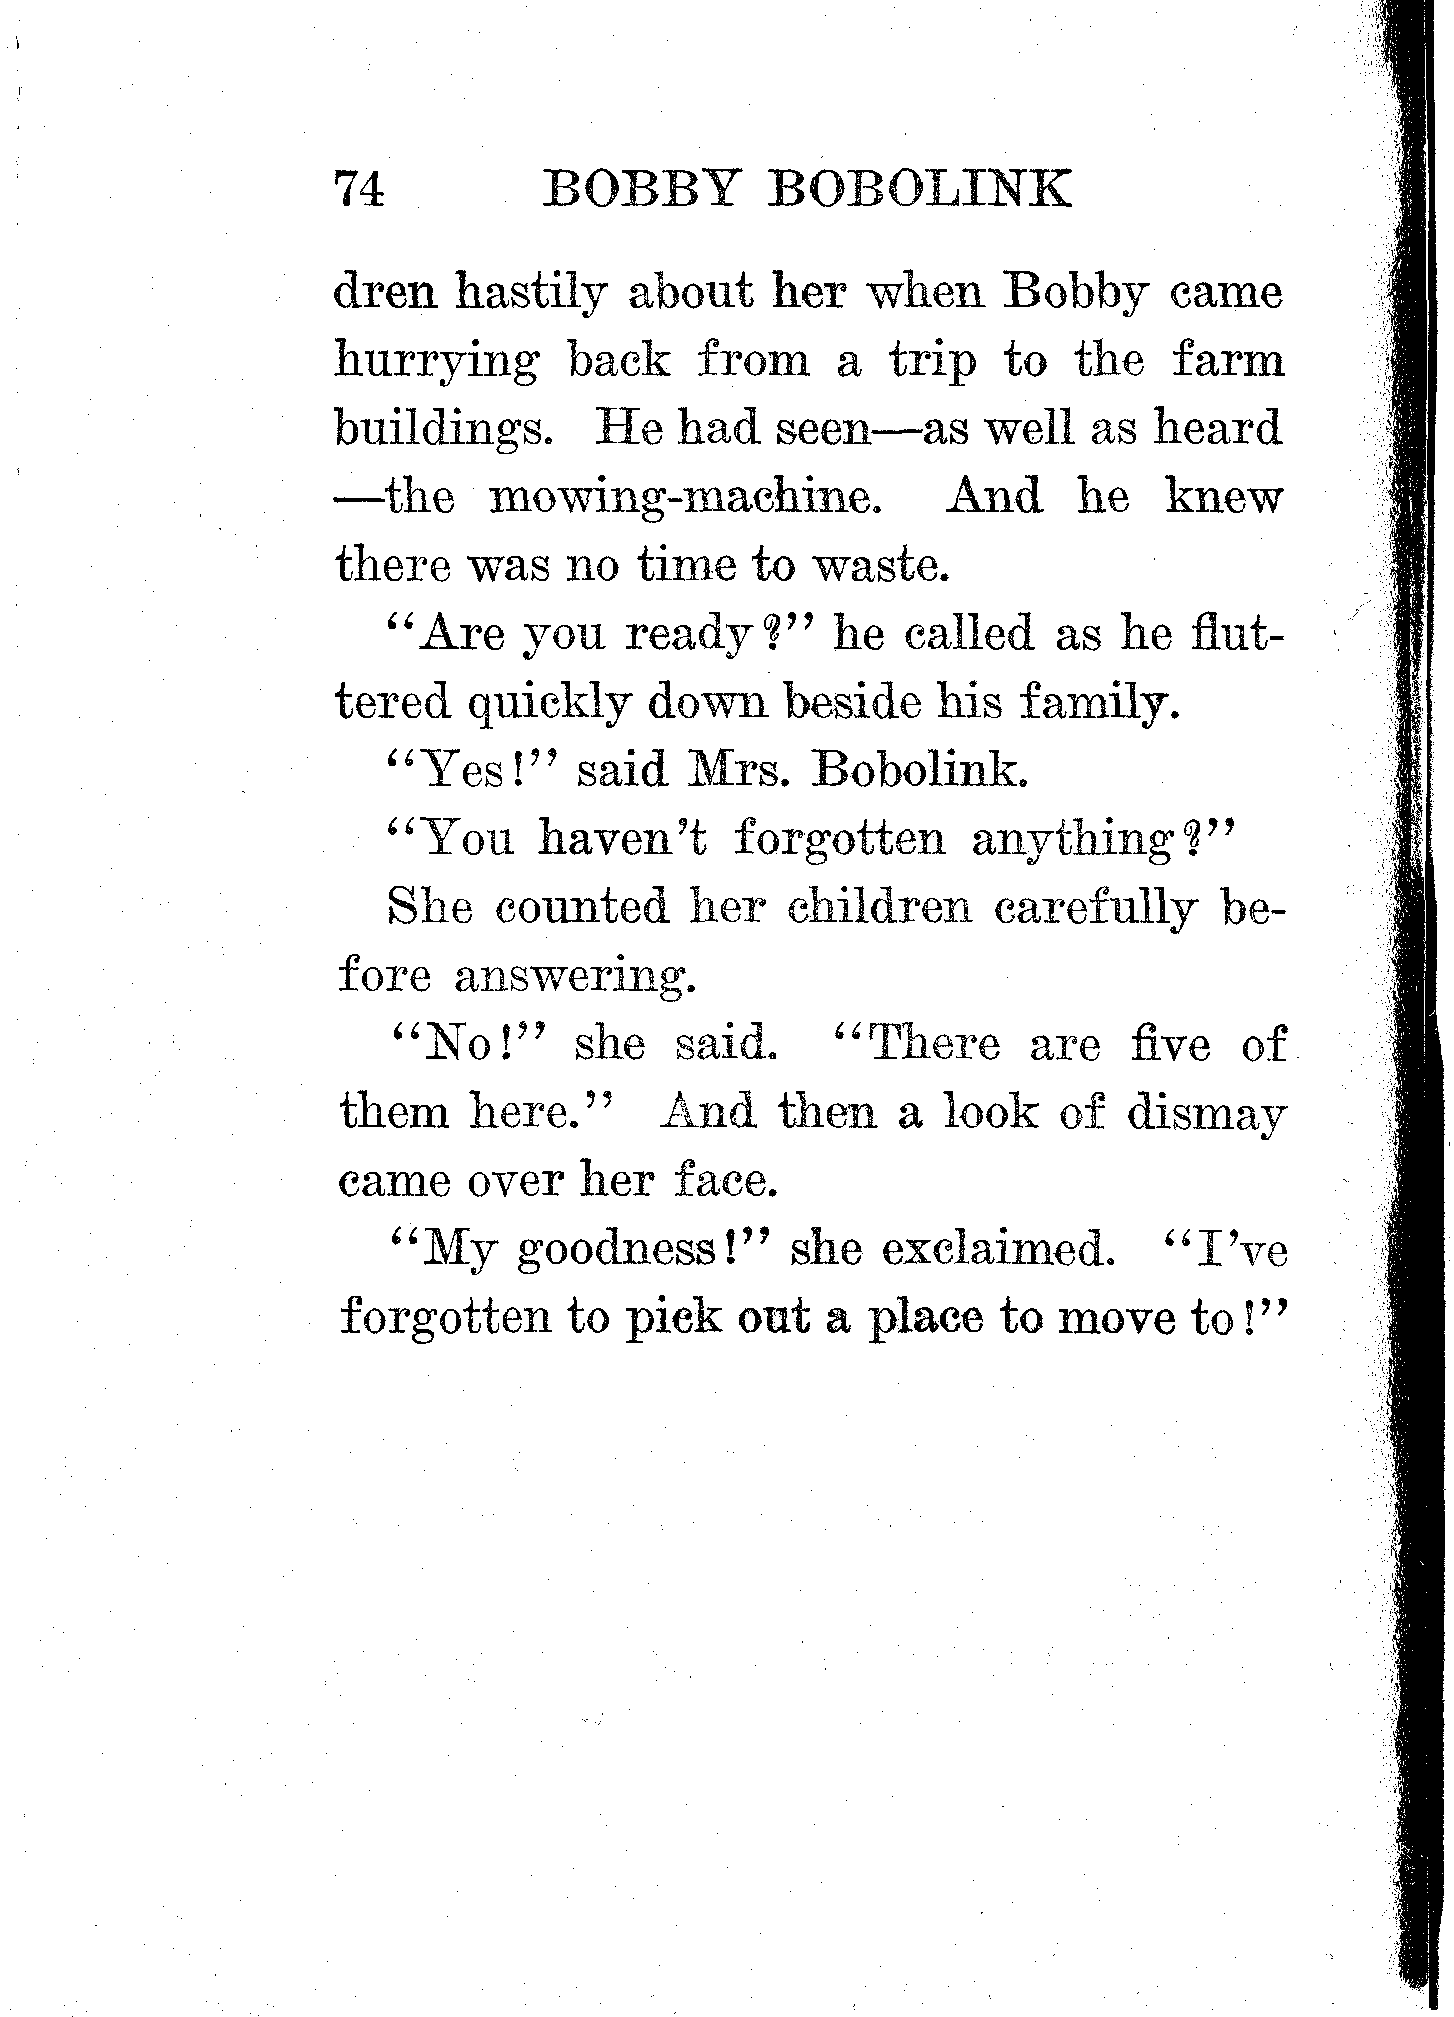 74 BOBBY BOBOLINK
dren hastily about her when Bobby came
hurrying back from a trip to the farm
buildings. He had seen—as well as heard
—the mowing-machine. And he knew
there was no time to waste.
"Are you ready?" he called as he flut-
tered quickly down beside his family.
"Yes!" said Mrs. Bobolink.
"You haven't forgotten anything?"
She counted her children carefully be-
fore answering.
"No!" she said. "There are five of
them here." And then a look of dismay
came over her face.
"My goodness!" she exclaimed. "I've
forgotten to pick out a place to move to!"